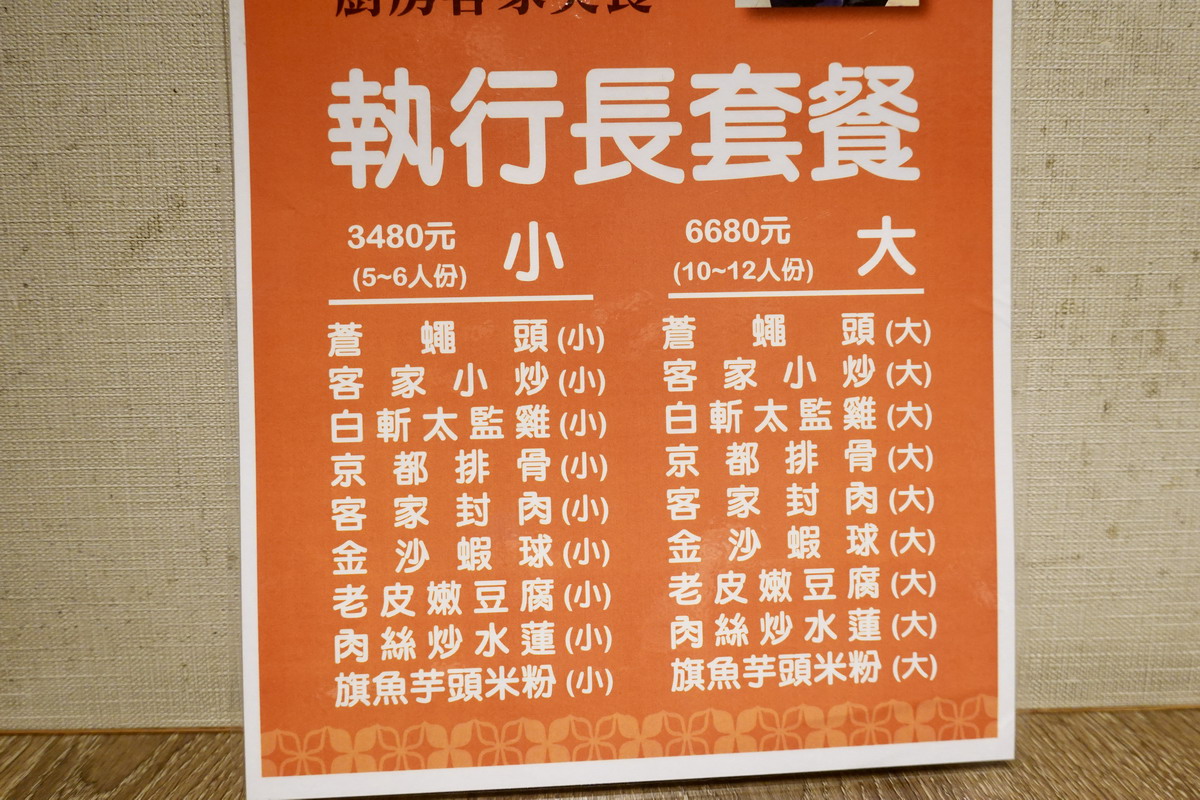 執行長套餐
3480元
(5~6人份)
小
蒼蠅頭(小)
客家小炒(小)
白斬太監雞(小)
京都排骨(小)
客家封肉(小)
金沙蝦球(小)
老皮嫩豆腐(小)
肉絲炒水蓮(小)
旗魚芋頭米粉(小)
6680元
(10~12人份)
大
蒼蠅頭(大)
客家小炒(大)
白斬太監雞(大)
京都排骨(大)
客家封肉(大)
金沙蝦球(大)
老皮嫩豆腐(大)
肉絲炒水蓮(大)
旗魚芋頭米粉(大)